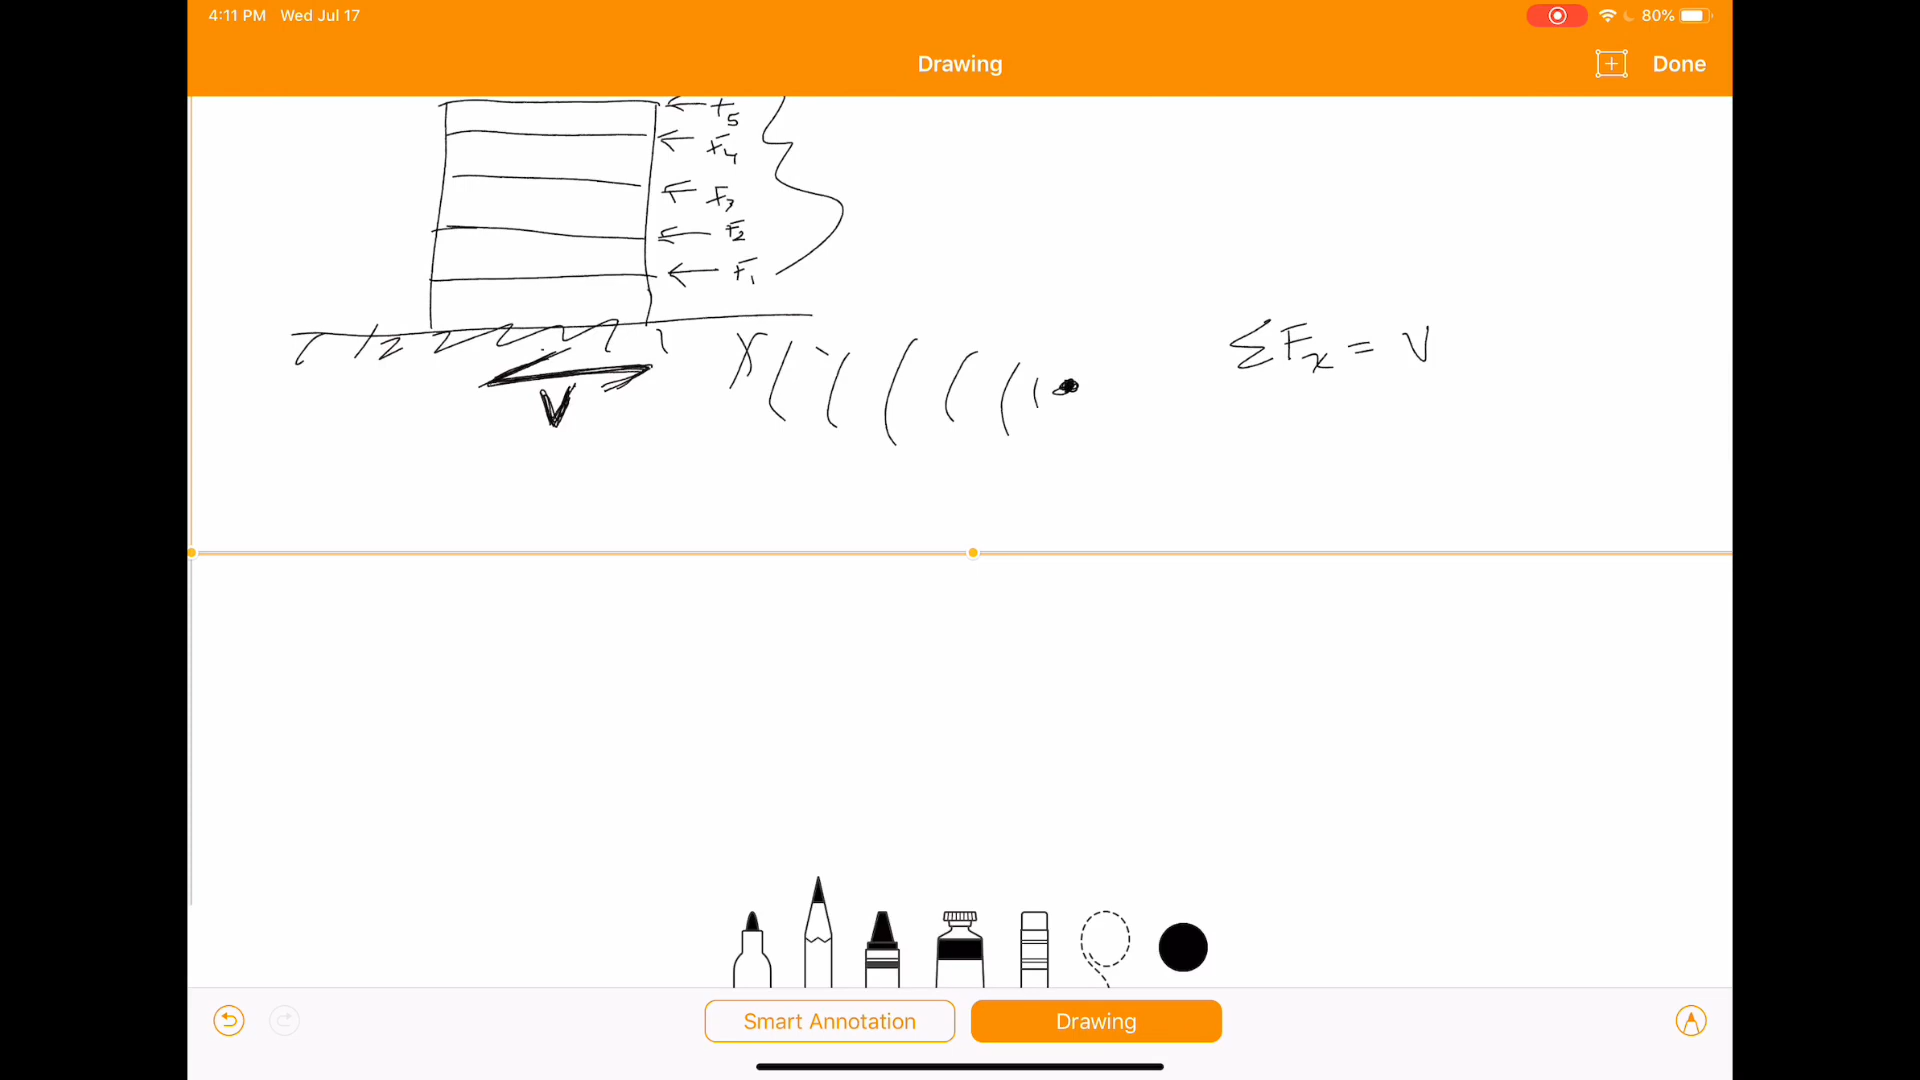 4:11 PM Wed Jul 17 80%
Drawing
Done
F5
F4
F3
F2
F1
ΣFx = V
V
Smart Annotation
Drawing